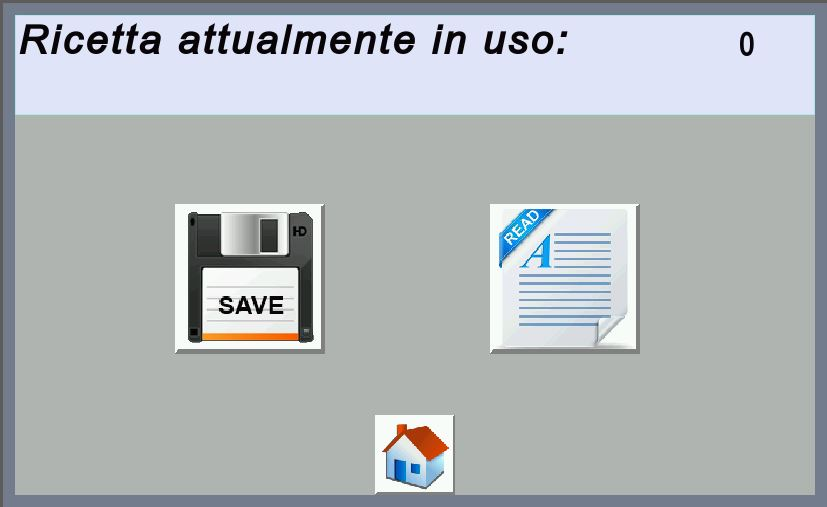 Ricetta attualmente in uso: 0
HD
SAVE
READ
A